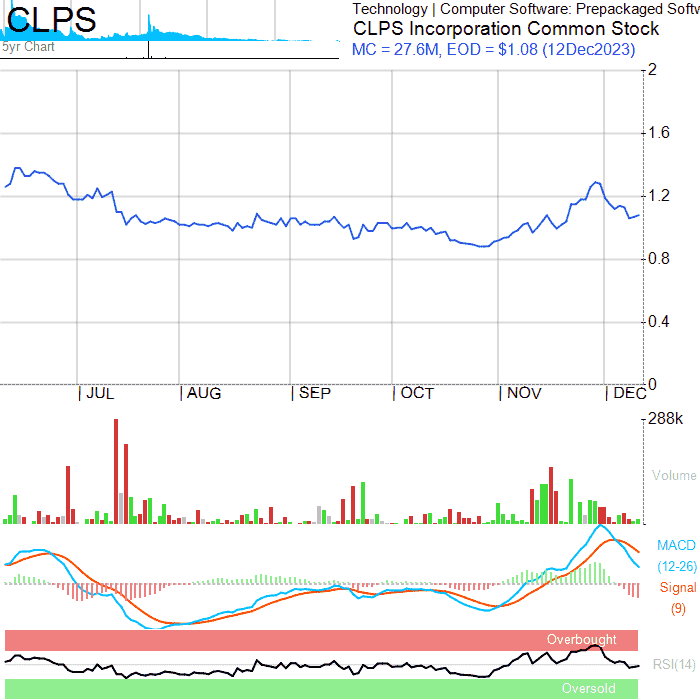 CLPS
5yr Chart
Technology | Computer Software: Prepackaged Softw
CLPS Incorporation Common Stock
MC = 27.6M, EOD = $1.08 (12Dec2023)
2
1.6
1.2
0.8
0.4
0
JUL AUG SEP OCT NOV DEC
288k
Volume
MACD
(12-26)
Signal
(9)
Overbought
RSI(14)
Oversold